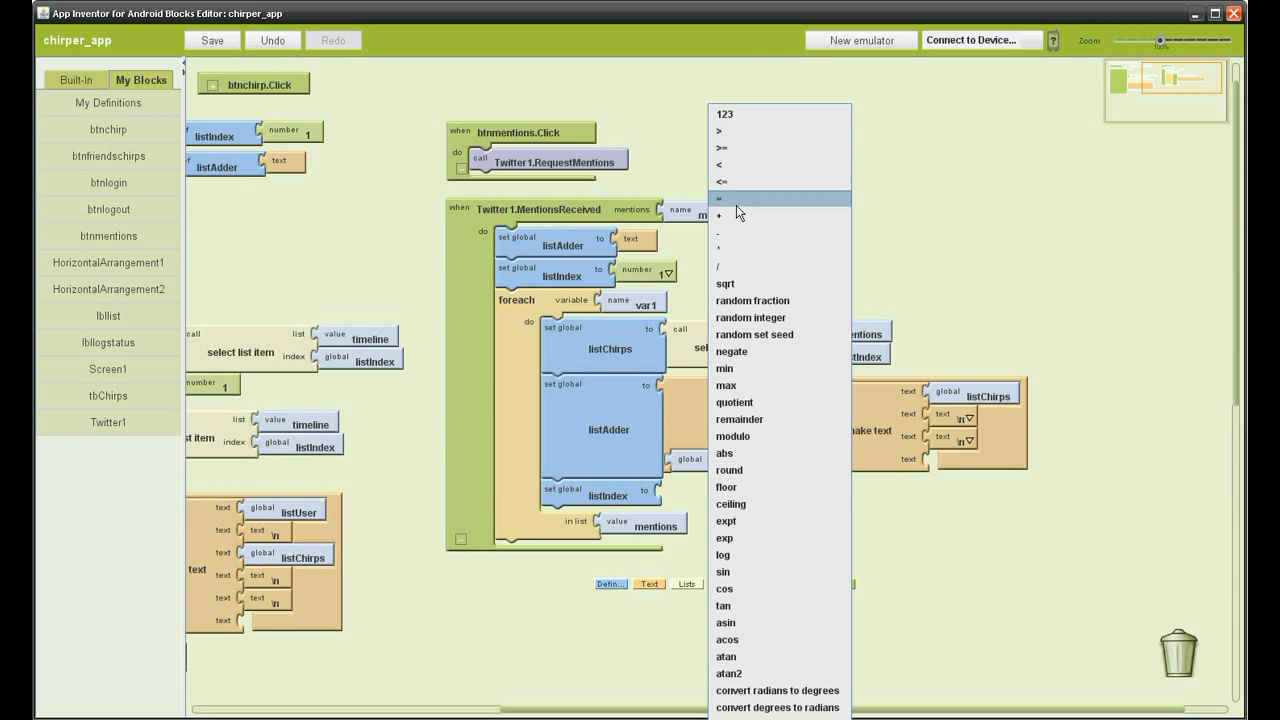 App Inventor for Android Blocks Editor: chirper_app
chirper_app
Save
Undo
Redo
New emulator
Connect to Device...
?
Zoom
100%
Built-In
My Blocks
My Definitions
btnchirp
btnfriendschirps
btnlogin
btnlogout
btnmentions
HorizontalArrangement1
HorizontalArrangement2
lbllist
lbllogstatus
Screen1
tbChirps
Twitter1
btnchirp.Click
listIndex
number 1
listAdder
text
call
select list item
list
value timeline
index
global listIndex
number 1
list
value timeline
index
global listIndex
text
text
global listUser
text
text \n
text
global listChirps
text
text \n
text
text \n
text
when btnmentions.Click
do
call Twitter1.RequestMentions
when Twitter1.MentionsReceived mentions
name m
do
set global listAdder to
text
set global listIndex to
number 1
foreach variable
name var1
do
set global listChirps to
call
sel
entions
listIndex
set global listAdder to
global
make text
text
global listChirps
text
text \n
text
text \n
text
set global listIndex to
in list
value mentions
Defin...
Text
Lists
123
>
>=
<
<=
=
+
-
*
/
sqrt
random fraction
random integer
random set seed
negate
min
max
quotient
remainder
modulo
abs
round
floor
ceiling
expt
exp
log
sin
cos
tan
asin
acos
atan
atan2
convert radians to degrees
convert degrees to radians